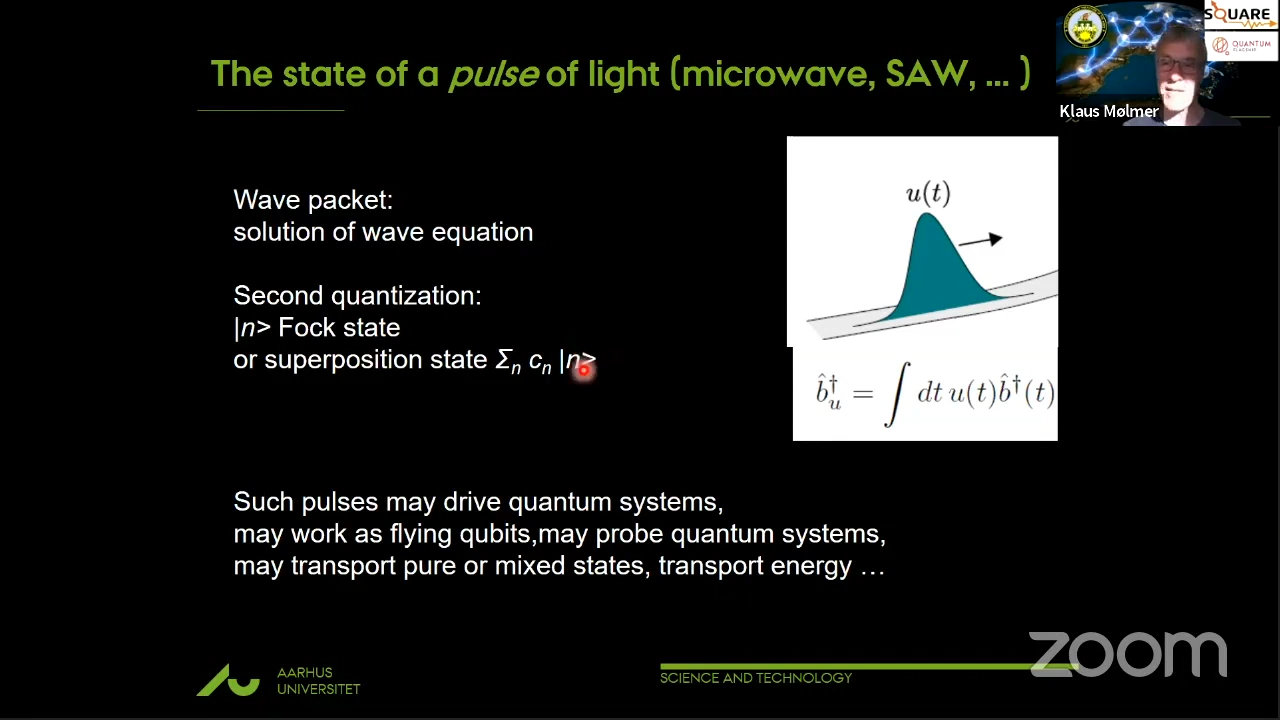 The state of a pulse of light (microwave, SAW, ... )
SQUARE
QUANTUM
FLAGSHIP
Klaus Mølmer
Wave packet:
solution of wave equation
Second quantization:
|n> Fock state
or superposition state Σn cn |n>
u(t)
b̂†u = ∫ dt u(t)b̂†(t)
Such pulses may drive quantum systems,
may work as flying qubits,may probe quantum systems,
may transport pure or mixed states, transport energy …
AARHUS
UNIVERSITET
SCIENCE AND TECHNOLOGY
zoom